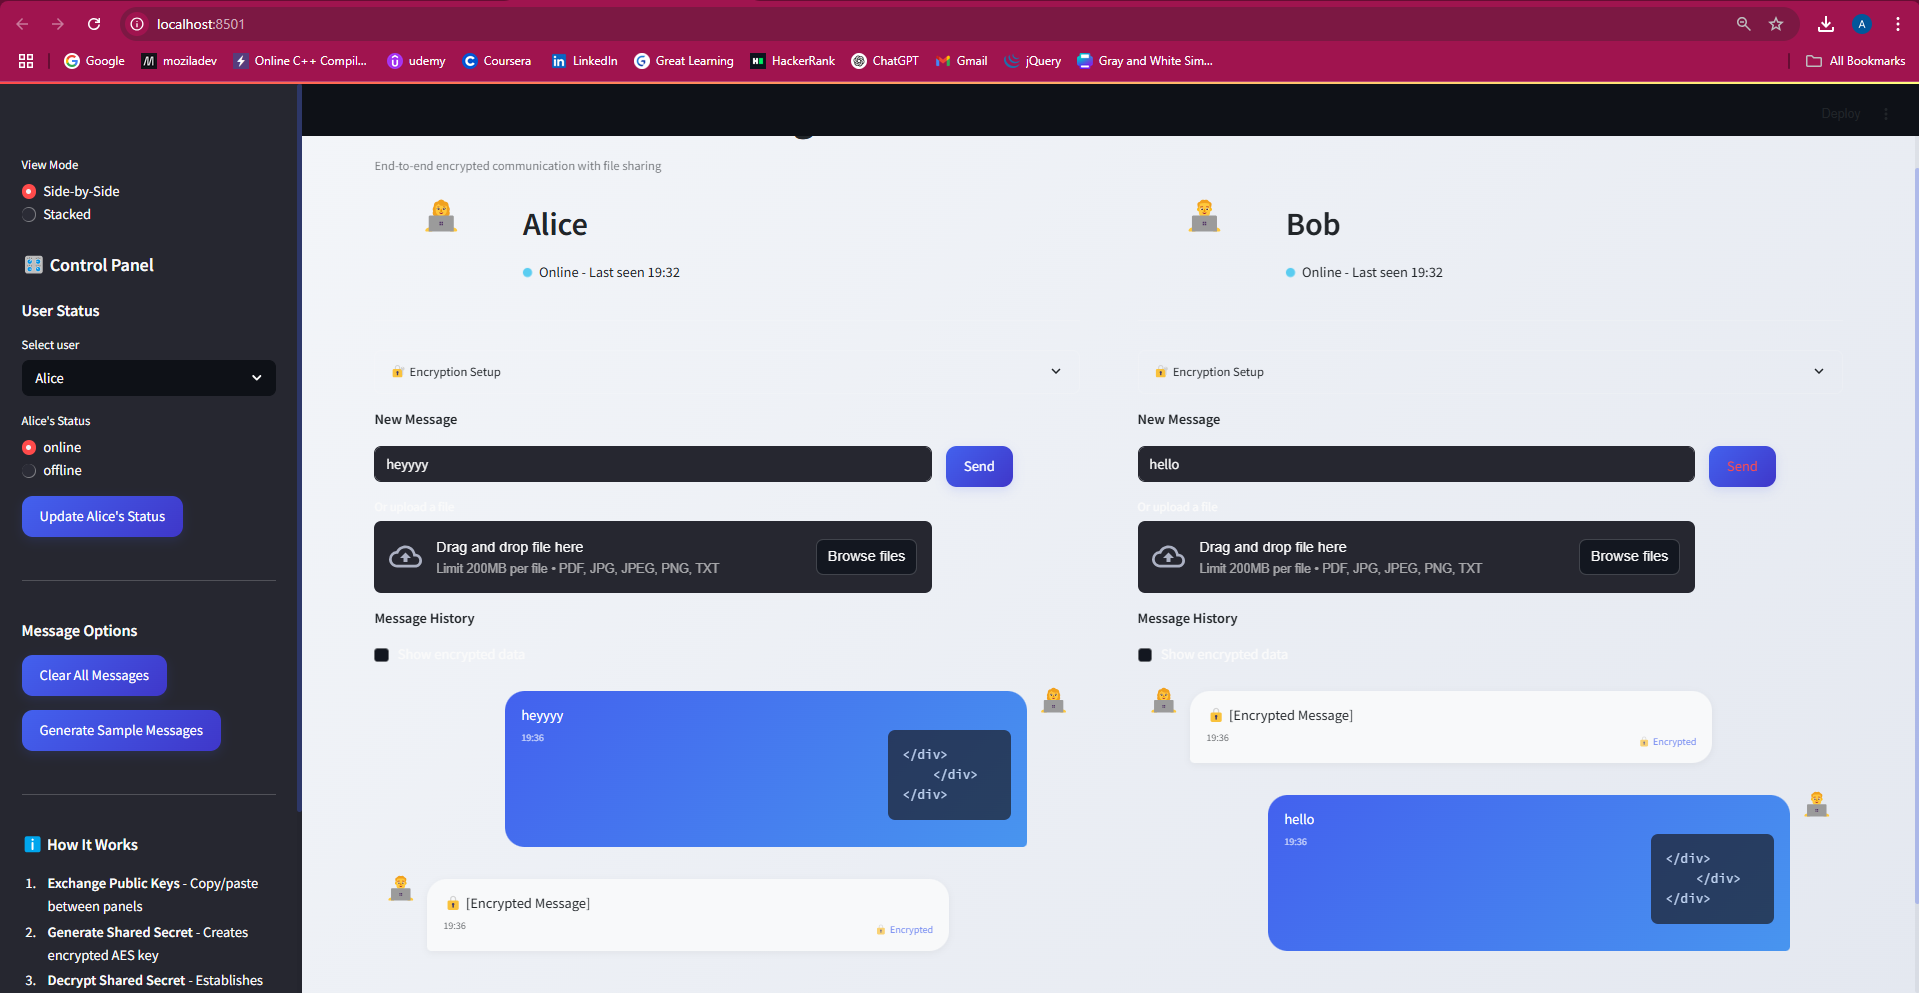 localhost:8501
A
Google
moziladev
Online C++ Compil...
udemy
Coursera
LinkedIn
Great Learning
HackerRank
ChatGPT
Gmail
jQuery
Gray and White Sim...
All Bookmarks
Deploy
View Mode
Side-by-Side
Stacked
Control Panel
User Status
Select user
Alice
Alice's Status
online
offline
Update Alice's Status
Message Options
Clear All Messages
Generate Sample Messages
How It Works
1. Exchange Public Keys - Copy/paste
between panels
2. Generate Shared Secret - Creates
encrypted AES key
3. Decrypt Shared Secret - Establishes
End-to-end encrypted communication with file sharing
Alice
Online - Last seen 19:32
Encryption Setup
New Message
heyyyy
Send
Or upload a file
Drag and drop file here
Limit 200MB per file • PDF, JPG, JPEG, PNG, TXT
Browse files
Message History
Show encrypted data
heyyyy
19:36
</div>
</div>
</div>
[Encrypted Message]
19:36
Encrypted
Bob
Online - Last seen 19:32
Encryption Setup
New Message
hello
Send
Or upload a file
Drag and drop file here
Limit 200MB per file • PDF, JPG, JPEG, PNG, TXT
Browse files
Message History
Show encrypted data
[Encrypted Message]
19:36
Encrypted
hello
19:36
</div>
</div>
</div>